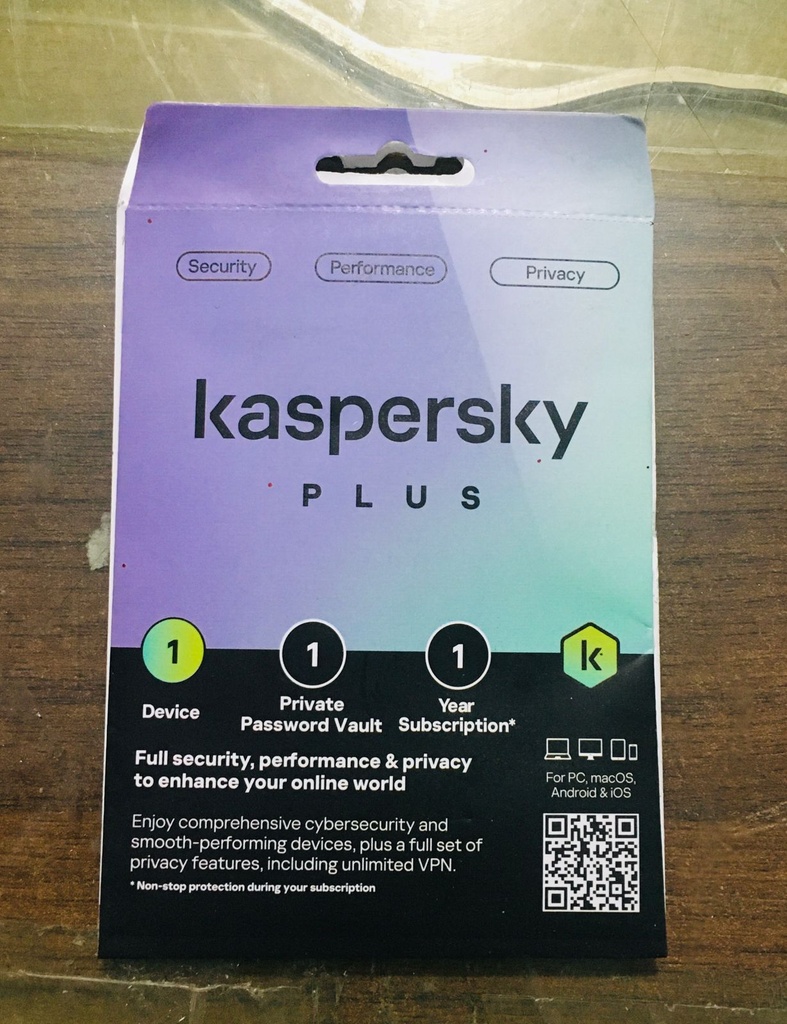 Security Performance Privacy
kaspersky
PLUS
1 1 1 k
Device
Private
Password Vault
Year
Subscription*
Full security, performance & privacy
to enhance your online world
For PC, macOS,
Android & iOS
Enjoy comprehensive cybersecurity and
smooth-performing devices, plus a full set of
privacy features, including unlimited VPN.
* Non-stop protection during your subscription